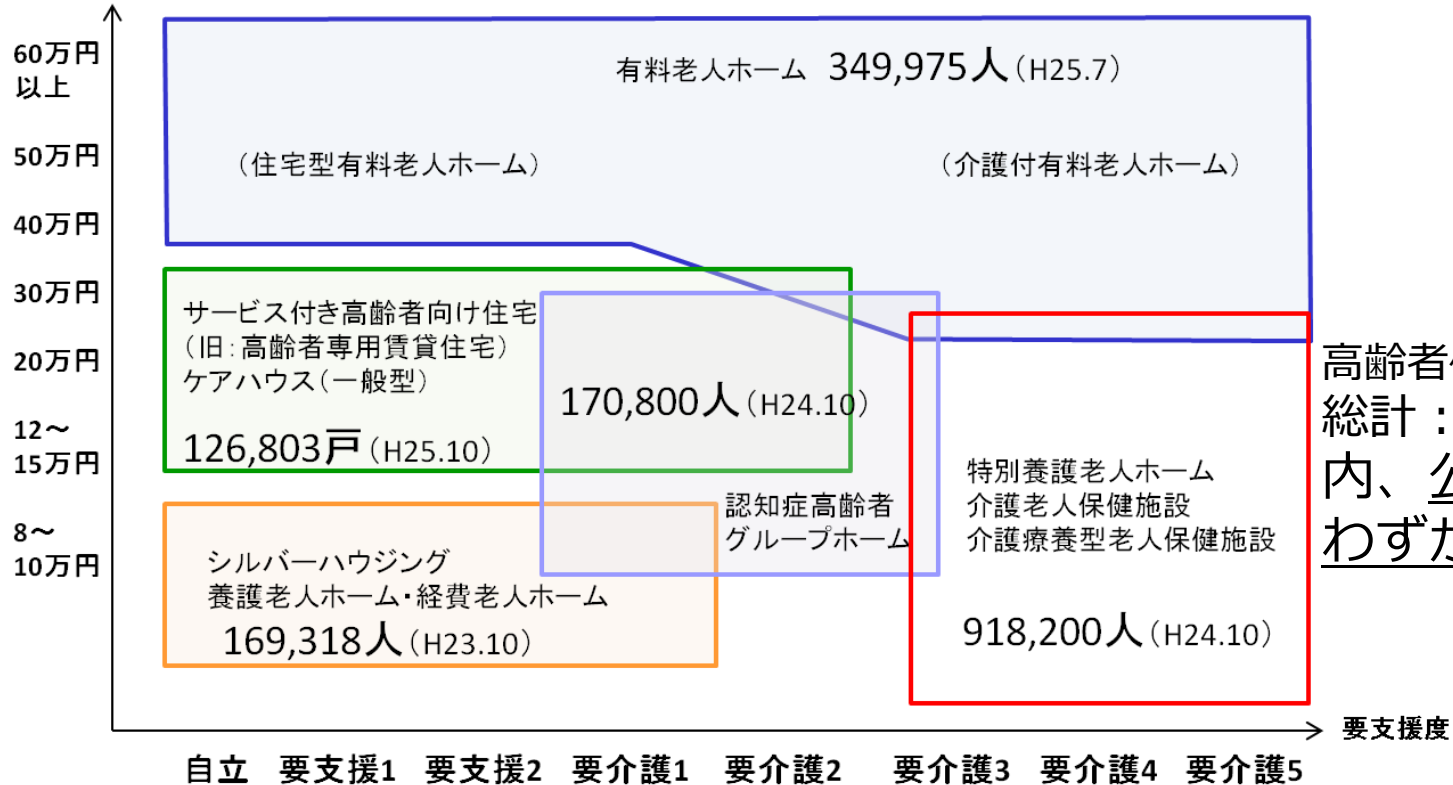 60万円
以上
50万円
40万円
30万円
20万円
12～
15万円
8～
10万円
有料老人ホーム 349,975人(H25.7)
(住宅型有料老人ホーム)
(介護付有料老人ホーム)
サービス付き高齢者向け住宅
(旧:高齢者専用賃貸住宅)
ケアハウス(一般型)
126,803戸(H25.10)
170,800人(H24.10)
認知症高齢者
グループホーム
シルバーハウジング
養護老人ホーム・経費老人ホーム
169,318人(H23.10)
特別養護老人ホーム
介護老人保健施設
介護療養型老人保健施設
918,200人(H24.10)
高齢者
総計：
内、
わずか
要支援度
自立 要支援1 要支援2 要介護1 要介護2 要介護3 要介護4 要介護5